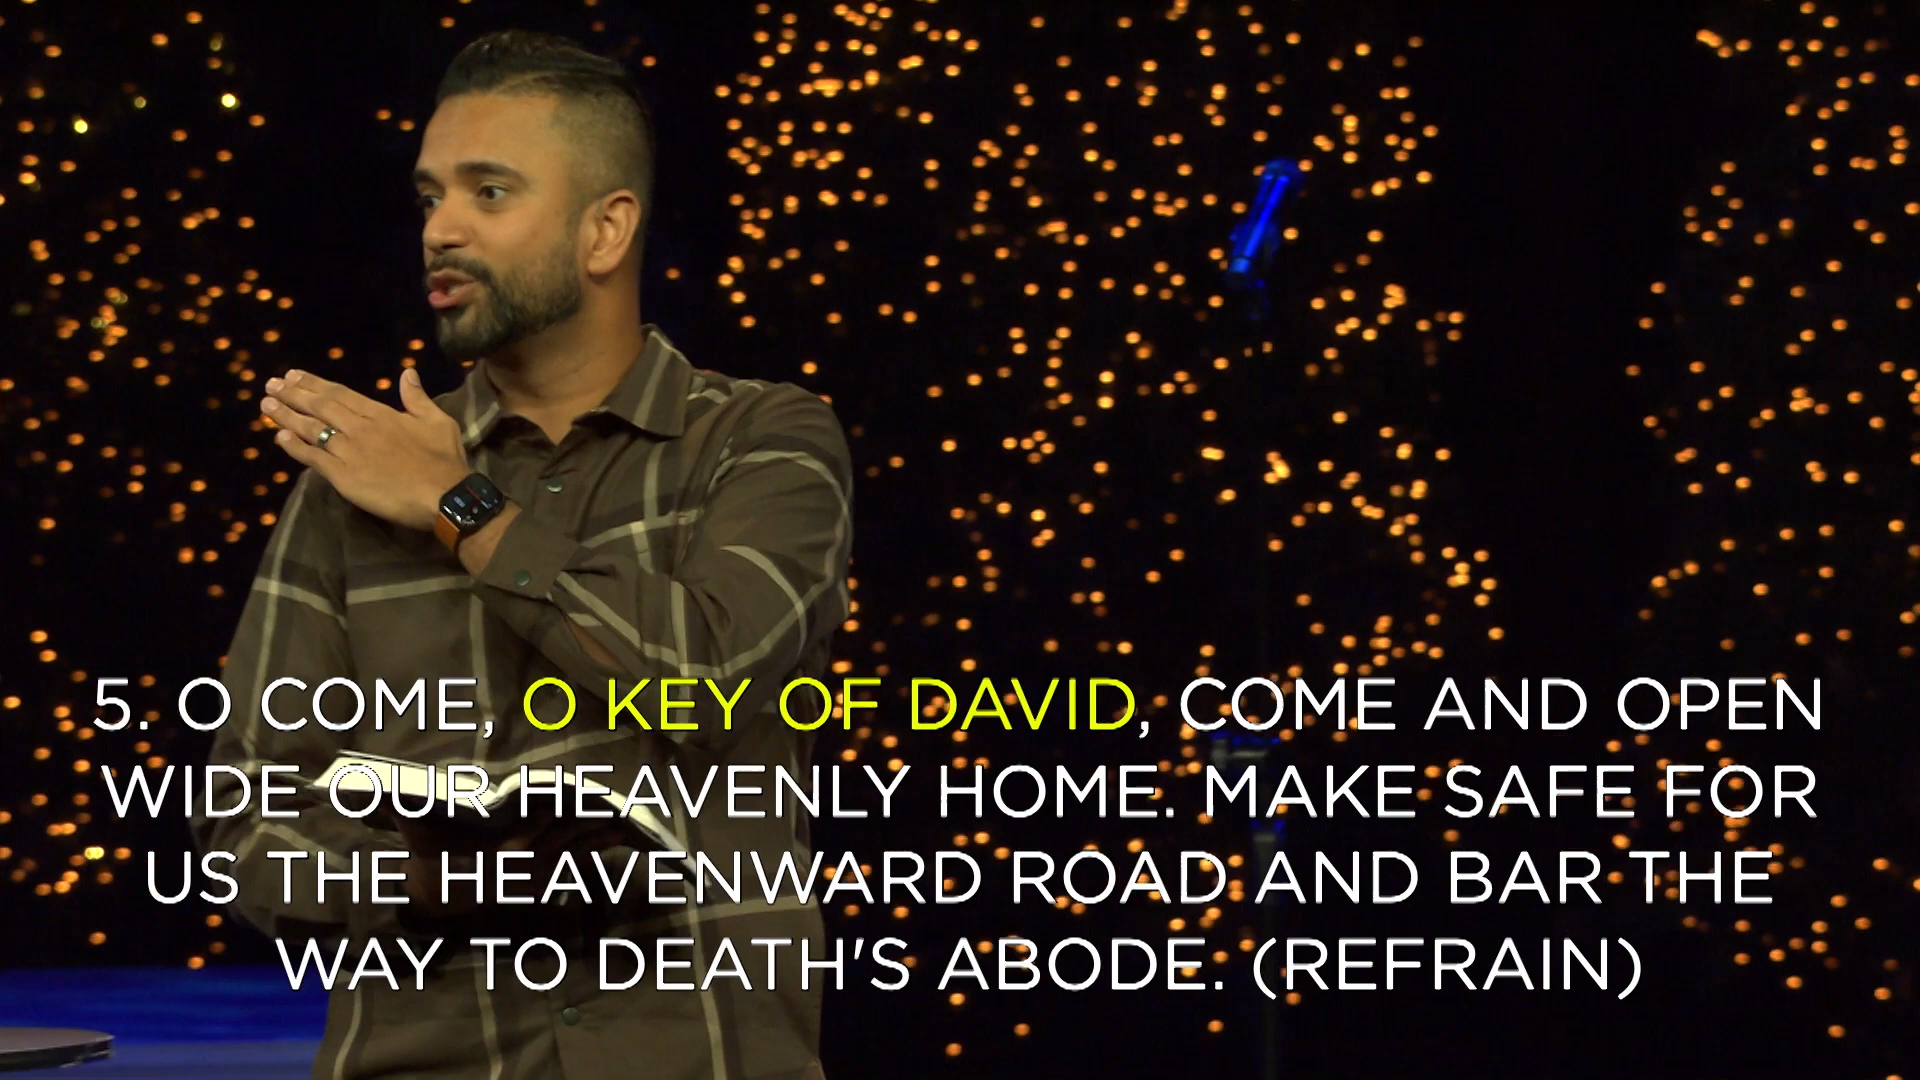 5. O COME, O KEY OF DAVID, COME AND OPEN
WIDE OUR HEAVENLY HOME. MAKE SAFE FOR
US THE HEAVENWARD ROAD AND BAR THE
WAY TO DEATH'S ABODE. (REFRAIN)